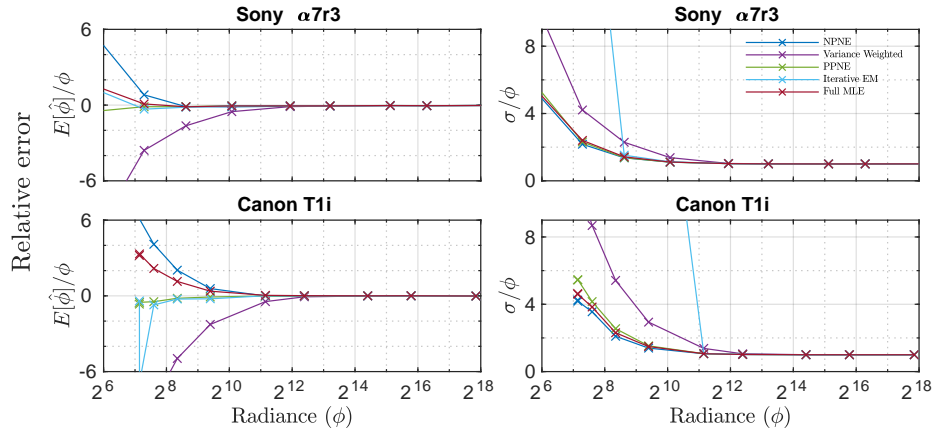 Sony α7r3
Sony α7r3
Relative error
E[ϕ̂]/ϕ
6
0
-6
σ/ϕ
8
4
0
NPNE
Variance Weighted
PPNE
Iterative EM
Full MLE
Canon T1i
Canon T1i
E[ϕ̂]/ϕ
6
0
-6
2^6 2^8 2^10 2^12 2^14 2^16 2^18
Radiance (ϕ)
σ/ϕ
8
4
0
2^6 2^8 2^10 2^12 2^14 2^16 2^18
Radiance (ϕ)